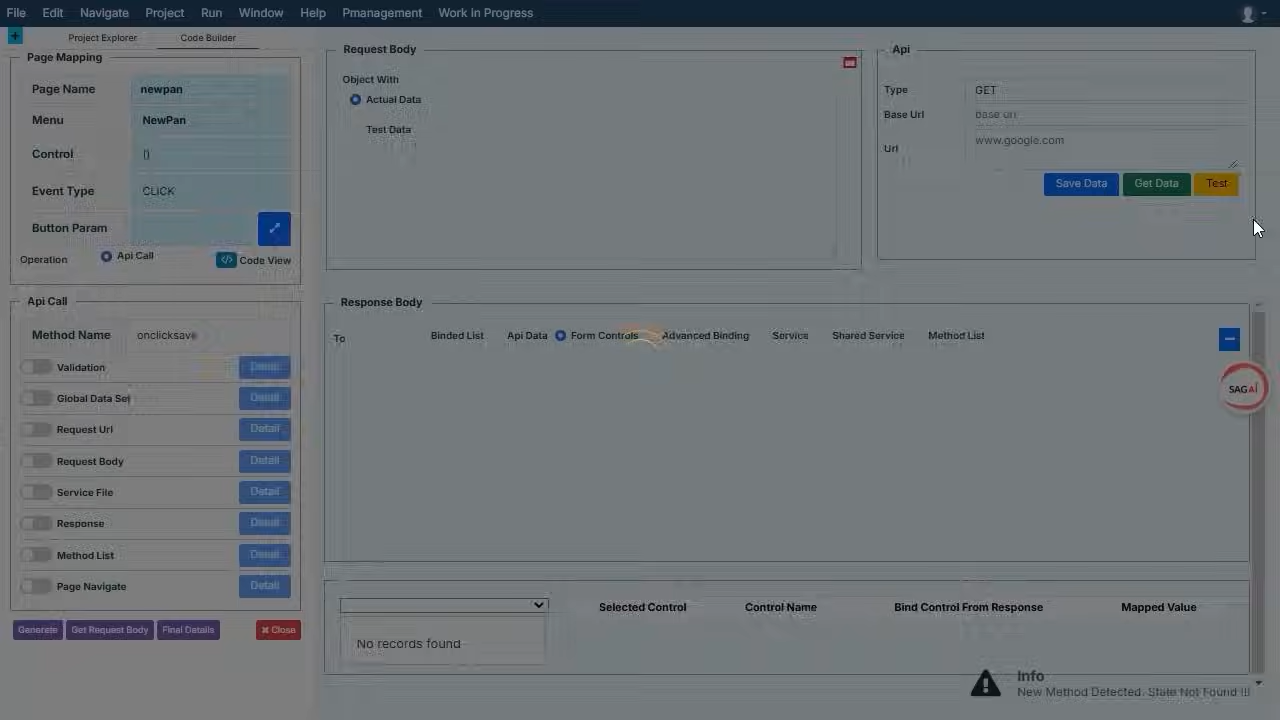 File Edit Navigate Project Run Window Help Pmanagement Work in Progress
+ Project Explorer Code Builder
Page Mapping
Page Name newpan
Menu NewPan
Control []
Event Type CLICK
Button Param
Operation Api Call </> Code View
Api Call
Method Name onclicksave
Validation Detail
Global Data Set Detail
Request Url Detail
Request Body Detail
Service File Detail
Response Detail
Method List Detail
Page Navigate Detail
Generate Get Request Body Final Details × Close
Request Body
Object With
Actual Data
Test Data
Api
Type GET
Base Url base url
Url www.google.com
Save Data Get Data Test
Response Body
To Binded List Api Data Form Controls Advanced Binding Service Shared Service Method List
SAGAI
Selected Control Control Name Bind Control From Response Mapped Value
No records found
Info
New Method Detected. State Not Found !!!